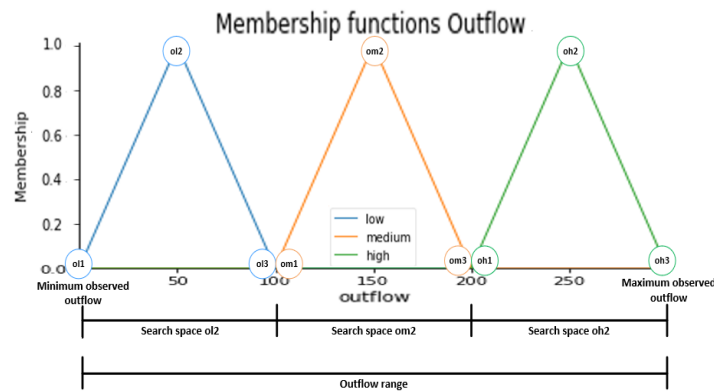 Membership functions Outflow
Membership
1.0
0.8
0.6
0.4
0.2
0.0
ol2
om2
oh2
low
medium
high
ol1
ol3
om1
om3
oh1
oh3
50
100
150
200
250
outflow
Minimum observed
outflow
Maximum observed
outflow
Search space ol2
Search space om2
Search space oh2
Outflow range